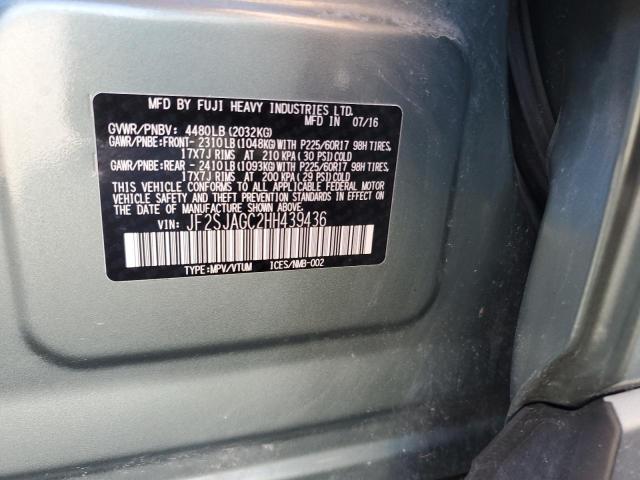 MFD BY FUJI HEAVY INDUSTRIES LTD.
MFD IN 07/16
GVWR/PNBV: 4480LB(2032KG)
GAWR/PNBE:FRONT- 2310LB(1048KG)WITH P225/60R17 98H TIRES,
17X7J RIMS AT 210 KPA(30 PSI)COLD
GAWR/PNBE:REAR -2410LB(1093KG)WITH P225/60R17 98H TIRES,
17X7J RIMS AT 200 KPA(29 PSI)COLD
THIS VEHICLE CONFORMS TO ALL APPLICABLE FEDERAL MOTOR
VEHICLE SAFETY AND BUMPER STANDARDS IN EFFECT ON
THE DATE OF MANUFACTURE SHOWN ABOVE.
VIN: JF2SJAGC2HH439436
TYPE:MPV/VTUM ICES/NMB-002